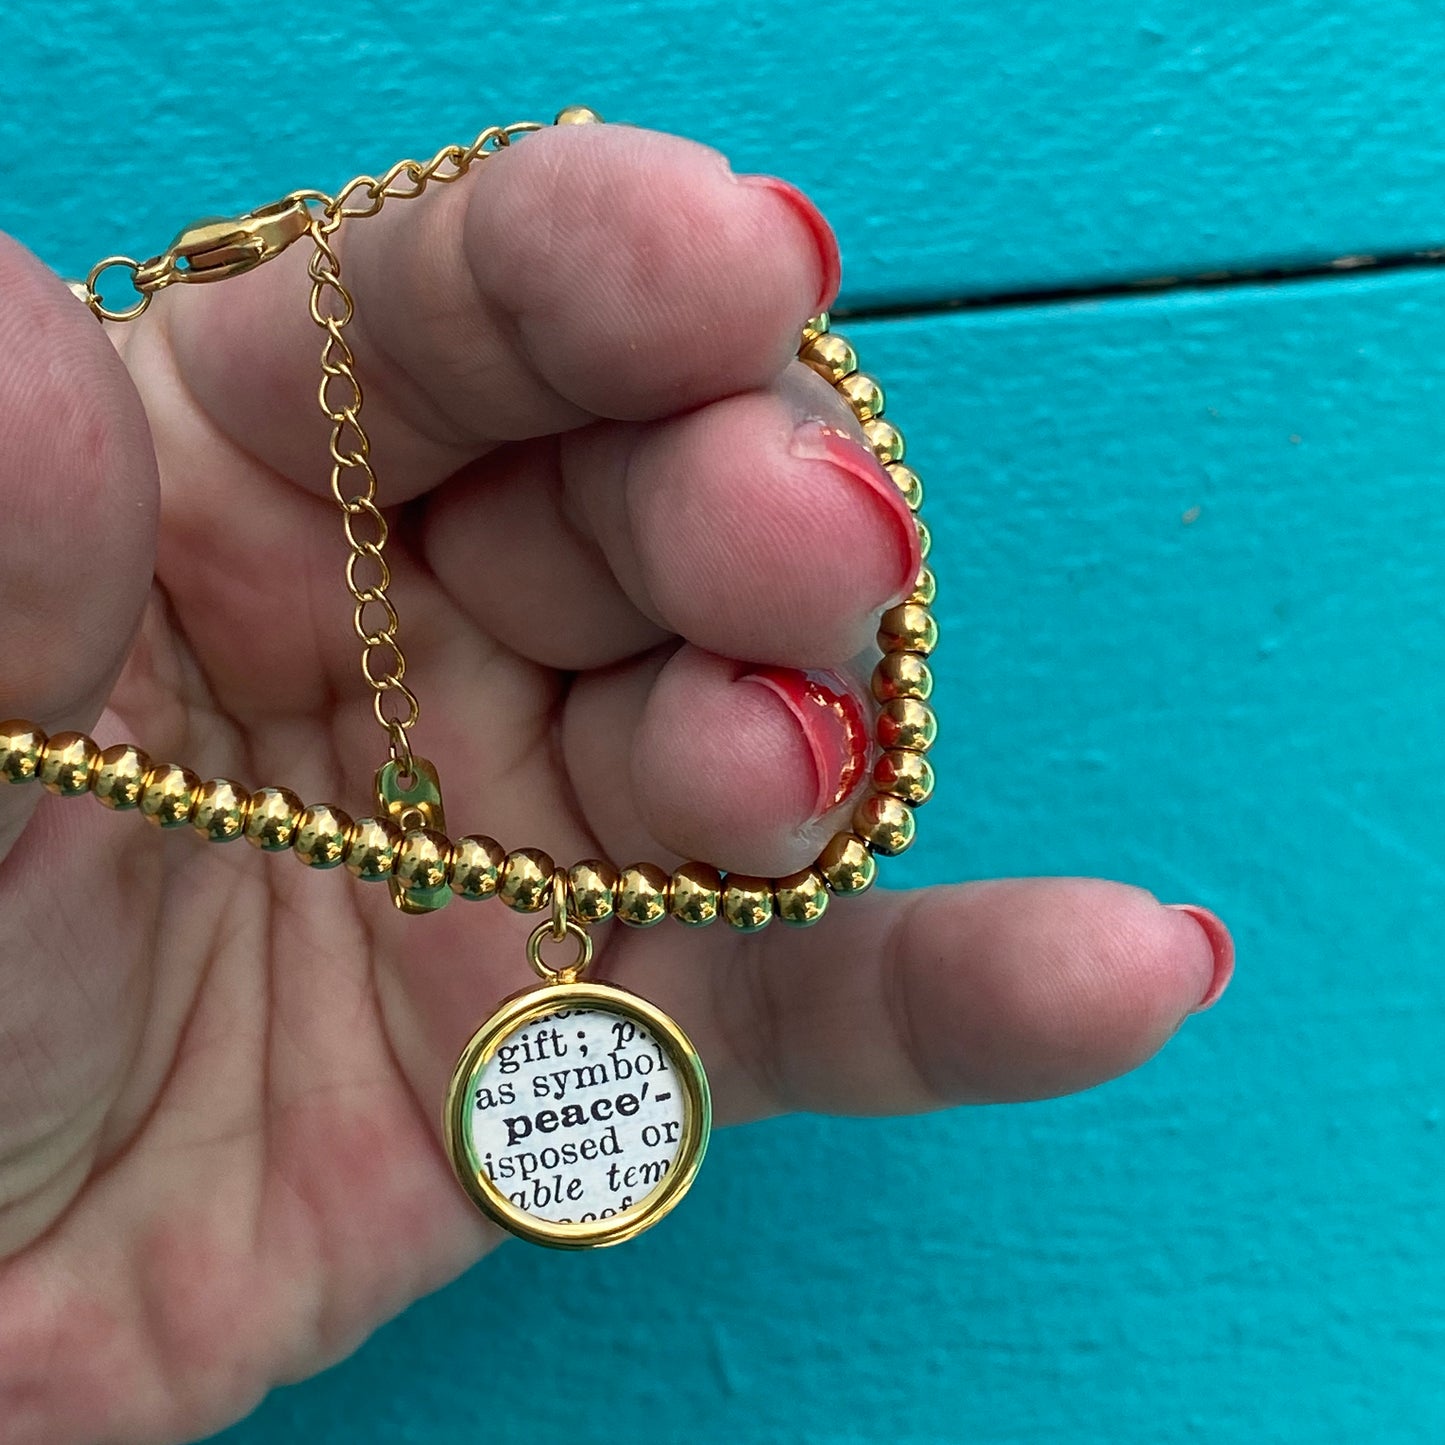 gift; p.
as symbol
peace'-
isposed or
able tem